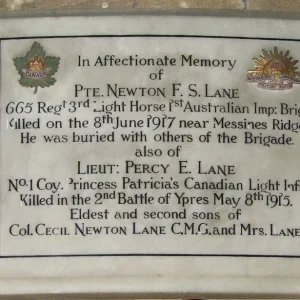 CANADA
In Affectionate Memory
of
PTE. NEWTON F. S. LANE
665 Regt 3rd Light Horse 1st Australian Imp: Brig
Killed on the 8th June 1917 near Messines Ridge
He was buried with others of the Brigade.
also of
LIEUT: PERCY E. LANE
No.1 Coy. Princess Patricia's Canadian Light Inf
Killed in the 2nd Battle of Ypres May 8th 1915.
Eldest and second sons of
Col. CECIL NEWTON LANE C.M.G. and Mrs. LANE